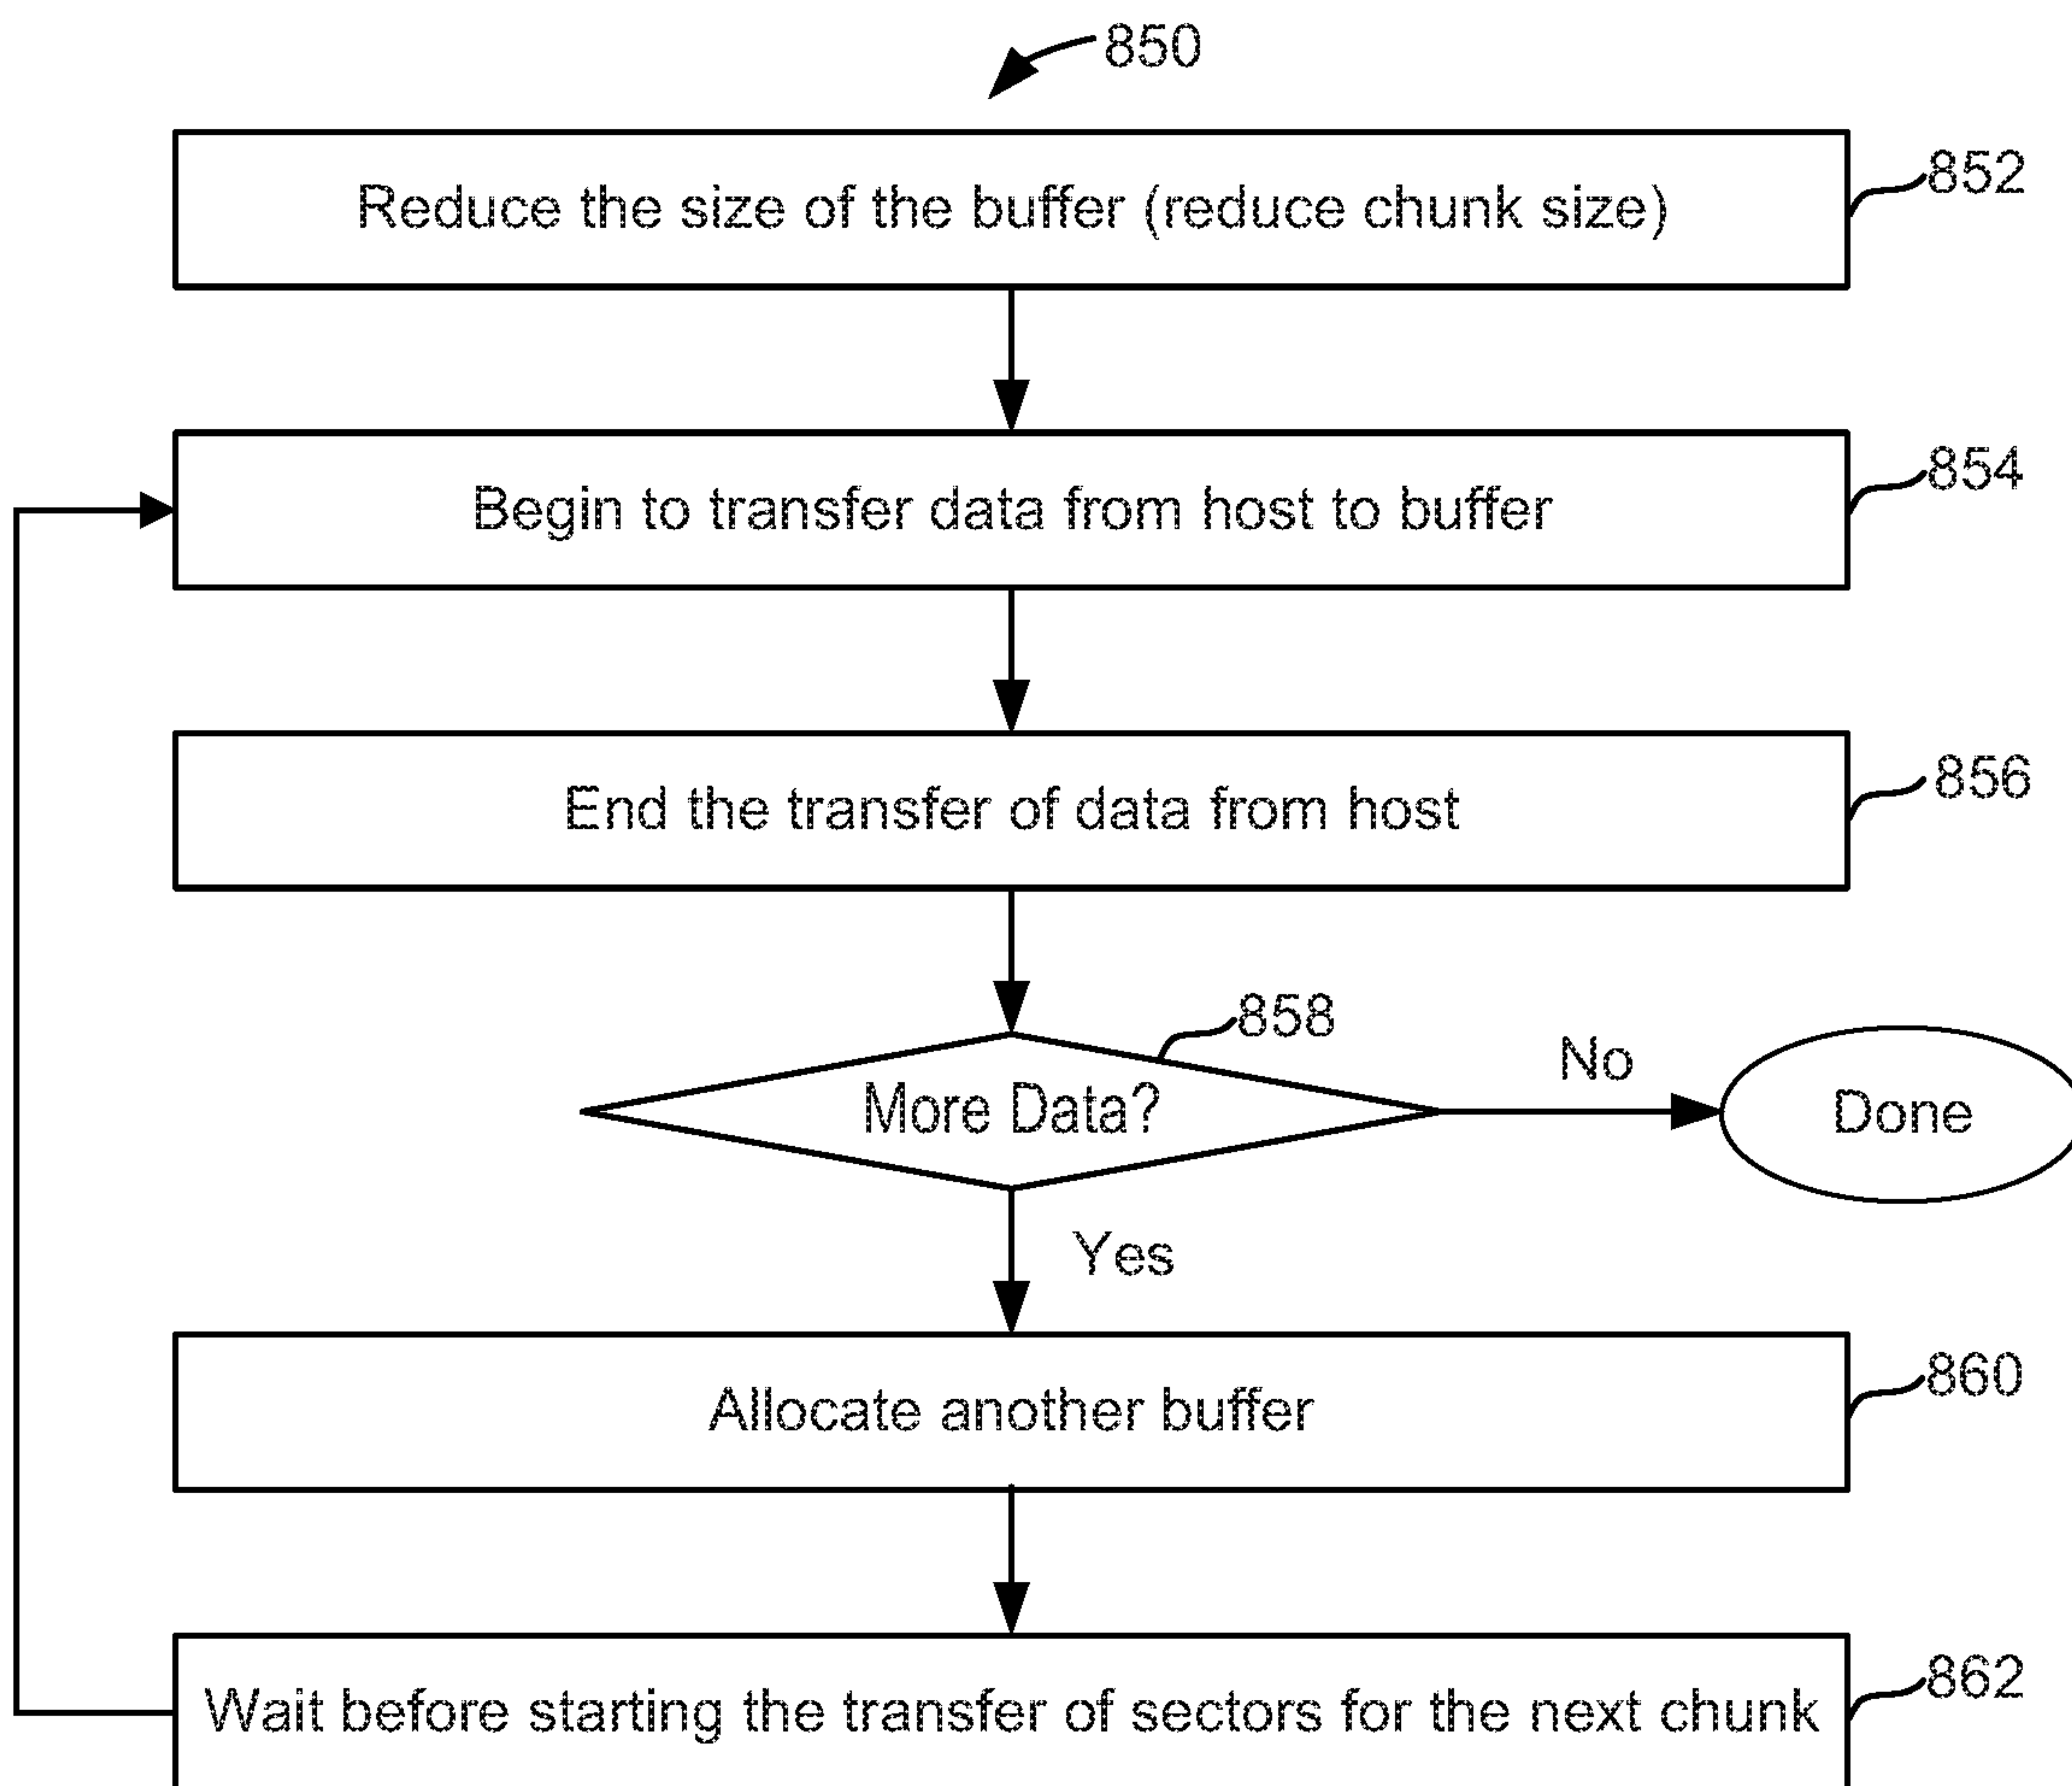 850
Reduce the size of the buffer (reduce chunk size)
852
Begin to transfer data from host to buffer
854
End the transfer of data from host
856
858
More Data?
No
Done
Yes
Allocate another buffer
860
Wait before starting the transfer of sectors for the next chunk
862